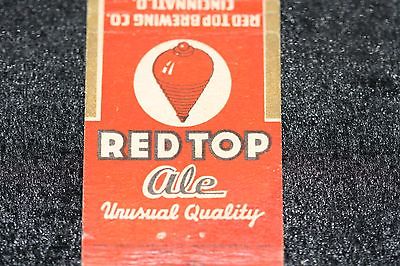 RED TOP BREWING CO.
CINCINNATI, O.
RED TOP
Ale
Unusual Quality